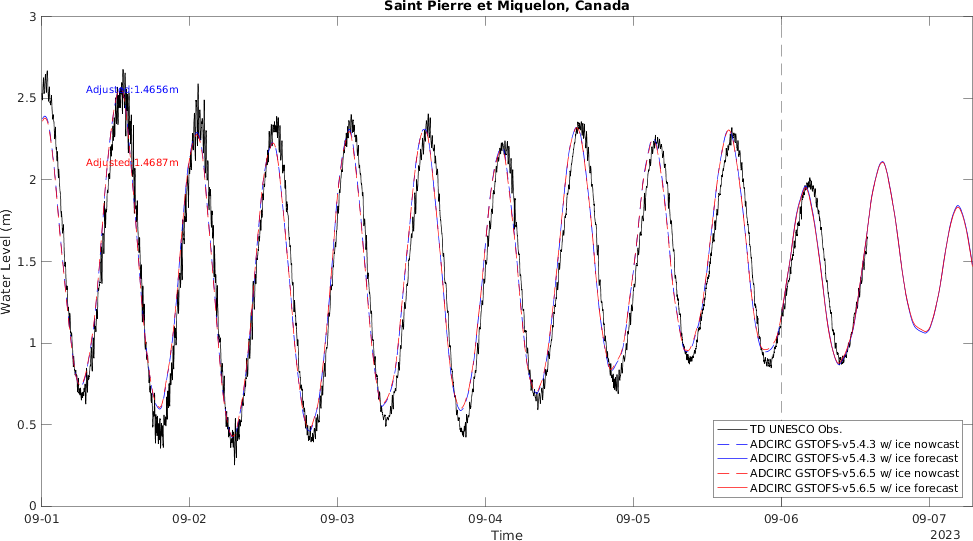 Saint Pierre et Miquelon, Canada
Water Level (m)
3
2.5
2
1.5
1
0.5
0
Adjusted:1.4656m
Adjusted:1.4687m
TD UNESCO Obs.
ADCIRC GSTOFS-v5.4.3 w/ ice nowcast
ADCIRC GSTOFS-v5.4.3 w/ ice forecast
ADCIRC GSTOFS-v5.6.5 w/ ice nowcast
ADCIRC GSTOFS-v5.6.5 w/ ice forecast
09-01 09-02 09-03 09-04 09-05 09-06 09-07
Time
2023